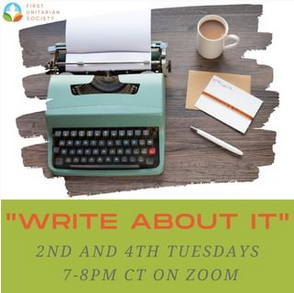 FIRST
UNITARIAN
SOCIETY
"WRITE ABOUT IT"
2ND AND 4TH TUESDAYS
7-8PM CT ON ZOOM